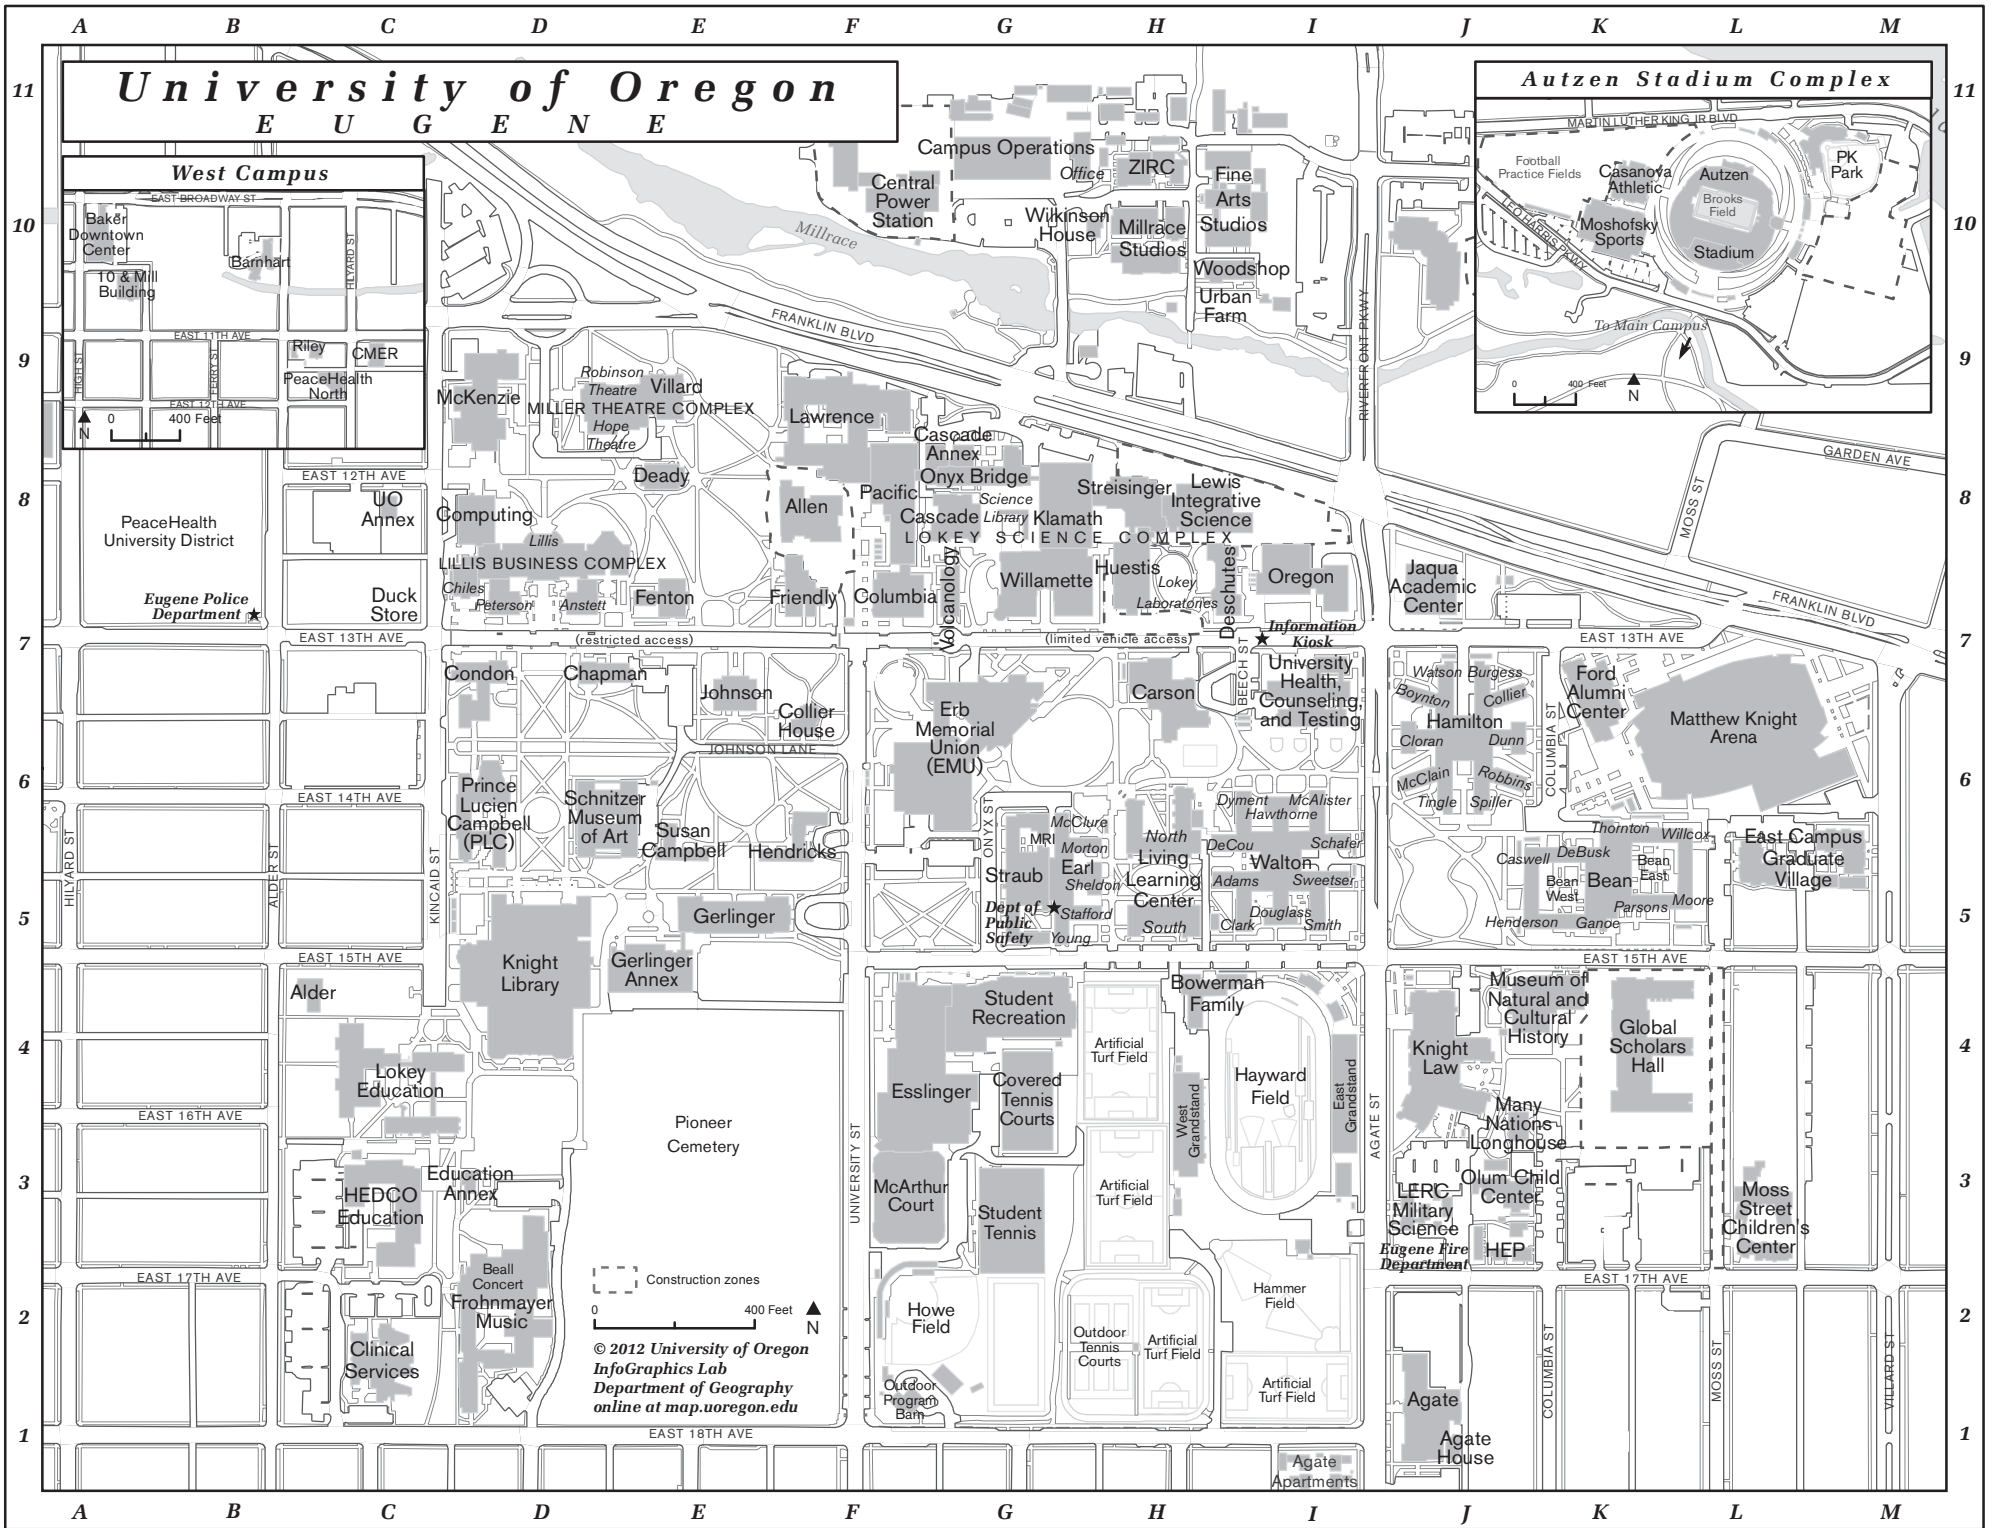 A B C D E F G H I J K L M
University of Oregon
EUGENE
West Campus
EAST BROADWAY ST
Baker
Downtown
Center
Barnhart
10 & Mill
Building
HILYARD ST
EAST 11TH AVE
Riley
CMER
HIGH ST
FERRY ST
PeaceHealth
North
EAST 12TH AVE
N
0 400 Feet
Autzen Stadium Complex
MARTIN LUTHER KING JR BLVD
Football
Practice Fields
Casanova
Athletic
Autzen
Brooks
Field
Stadium
PK
Park
Moshofsky
Sports
LEO HARRIS PKWY
To Main Campus
0 400 Feet
N
11
11
10
10
9
9
8
8
7
7
6
6
5
5
4
4
3
3
2
2
1
1
Campus Operations
Office
ZIRC
Fine
Arts
Studios
Central
Power
Station
Wilkinson
House
Millrace
Studios
Woodshop
Urban
Farm
Millrace
FRANKLIN BLVD
RIVERFRONT PKWY
McKenzie
Robinson
Theatre
Villard
MILLER THEATRE COMPLEX
Hope
Theatre
Lawrence
Cascade
Annex
Onyx Bridge
Deady
Pacific
Allen
Science
Library
Cascade
Klamath
Streisinger
Lewis
Integrative
Science
LOKEY SCIENCE COMPLEX
GARDEN AVE
MOSS ST
EAST 12TH AVE
UO
Annex
PeaceHealth
University District
Computing
Lillis
LILLIS BUSINESS COMPLEX
Chiles
Peterson
Anstett
Fenton
Friendly
Columbia
Volcanology
Willamette
Huestis
Lokey
Laboratories
Deschutes
Oregon
Jaqua
Academic
Center
FRANKLIN BLVD
Eugene Police
Department
Duck
Store
EAST 13TH AVE
(restricted access)
(limited vehicle access)
Information
Kiosk
EAST 13TH AVE
Condon
Chapman
Johnson
Collier
House
JOHNSON LANE
Erb
Memorial
Union
(EMU)
Carson
BEECH ST
University
Health,
Counseling,
and Testing
Watson
Burgess
Boynton
Collier
Hamilton
Cloran
Dunn
McClain
Robbins
Tingle
Spiller
COLUMBIA ST
Ford
Alumni
Center
Matthew Knight
Arena
EAST 14TH AVE
Prince
Lucien
Campbell
(PLC)
Schnitzer
Museum
of Art
Susan
Campbell
Hendricks
ONYX ST
MRI
McClure
Morton
Straub
Earl
Sheldon
Dept of
Public
Safety
Stafford
Young
North
Living
Learning
Center
South
Dyment
McAlister
Hawthorne
DeCou
Schafer
Walton
Adams
Sweetser
Douglass
Clark
Smith
Thornton
Willcox
Caswell
DeBusk
Bean
East
Bean
West
Bean
Moore
Parsons
Henderson
Ganoe
East Campus
Graduate
Village
HILYARD ST
ALDER ST
KINCAID ST
Gerlinger
Knight
Library
Gerlinger
Annex
EAST 15TH AVE
EAST 15TH AVE
Alder
Student
Recreation
Bowerman
Family
Museum of
Natural and
Cultural
History
Global
Scholars
Hall
Artificial
Turf Field
Knight
Law
Lokey
Education
Esslinger
Covered
Tennis
Courts
Hayward
Field
West
Grandstand
East
Grandstand
AGATE ST
UNIVERSITY ST
Many
Nations
Longhouse
EAST 16TH AVE
Pioneer
Cemetery
Education
Annex
HEDCO
Education
McArthur
Court
Student
Tennis
Artificial
Turf Field
LERC
Military
Science
Olum Child
Center
HEP
Eugene Fire
Department
Moss
Street
Children's
Center
EAST 17TH AVE
EAST 17TH AVE
Beall
Concert
Frohnmayer
Music
Construction zones
0 400 Feet
N
© 2012 University of Oregon
InfoGraphics Lab
Department of Geography
online at map.uoregon.edu
Howe
Field
Hammer
Field
Outdoor
Tennis
Courts
Artificial
Turf Field
Artificial
Turf Field
Clinical
Services
Outdoor
Program
Barn
COLUMBIA ST
MOSS ST
VILLARD ST
Agate
Agate
House
EAST 18TH AVE
Agate
Apartments
A B C D E F G H I J K L M